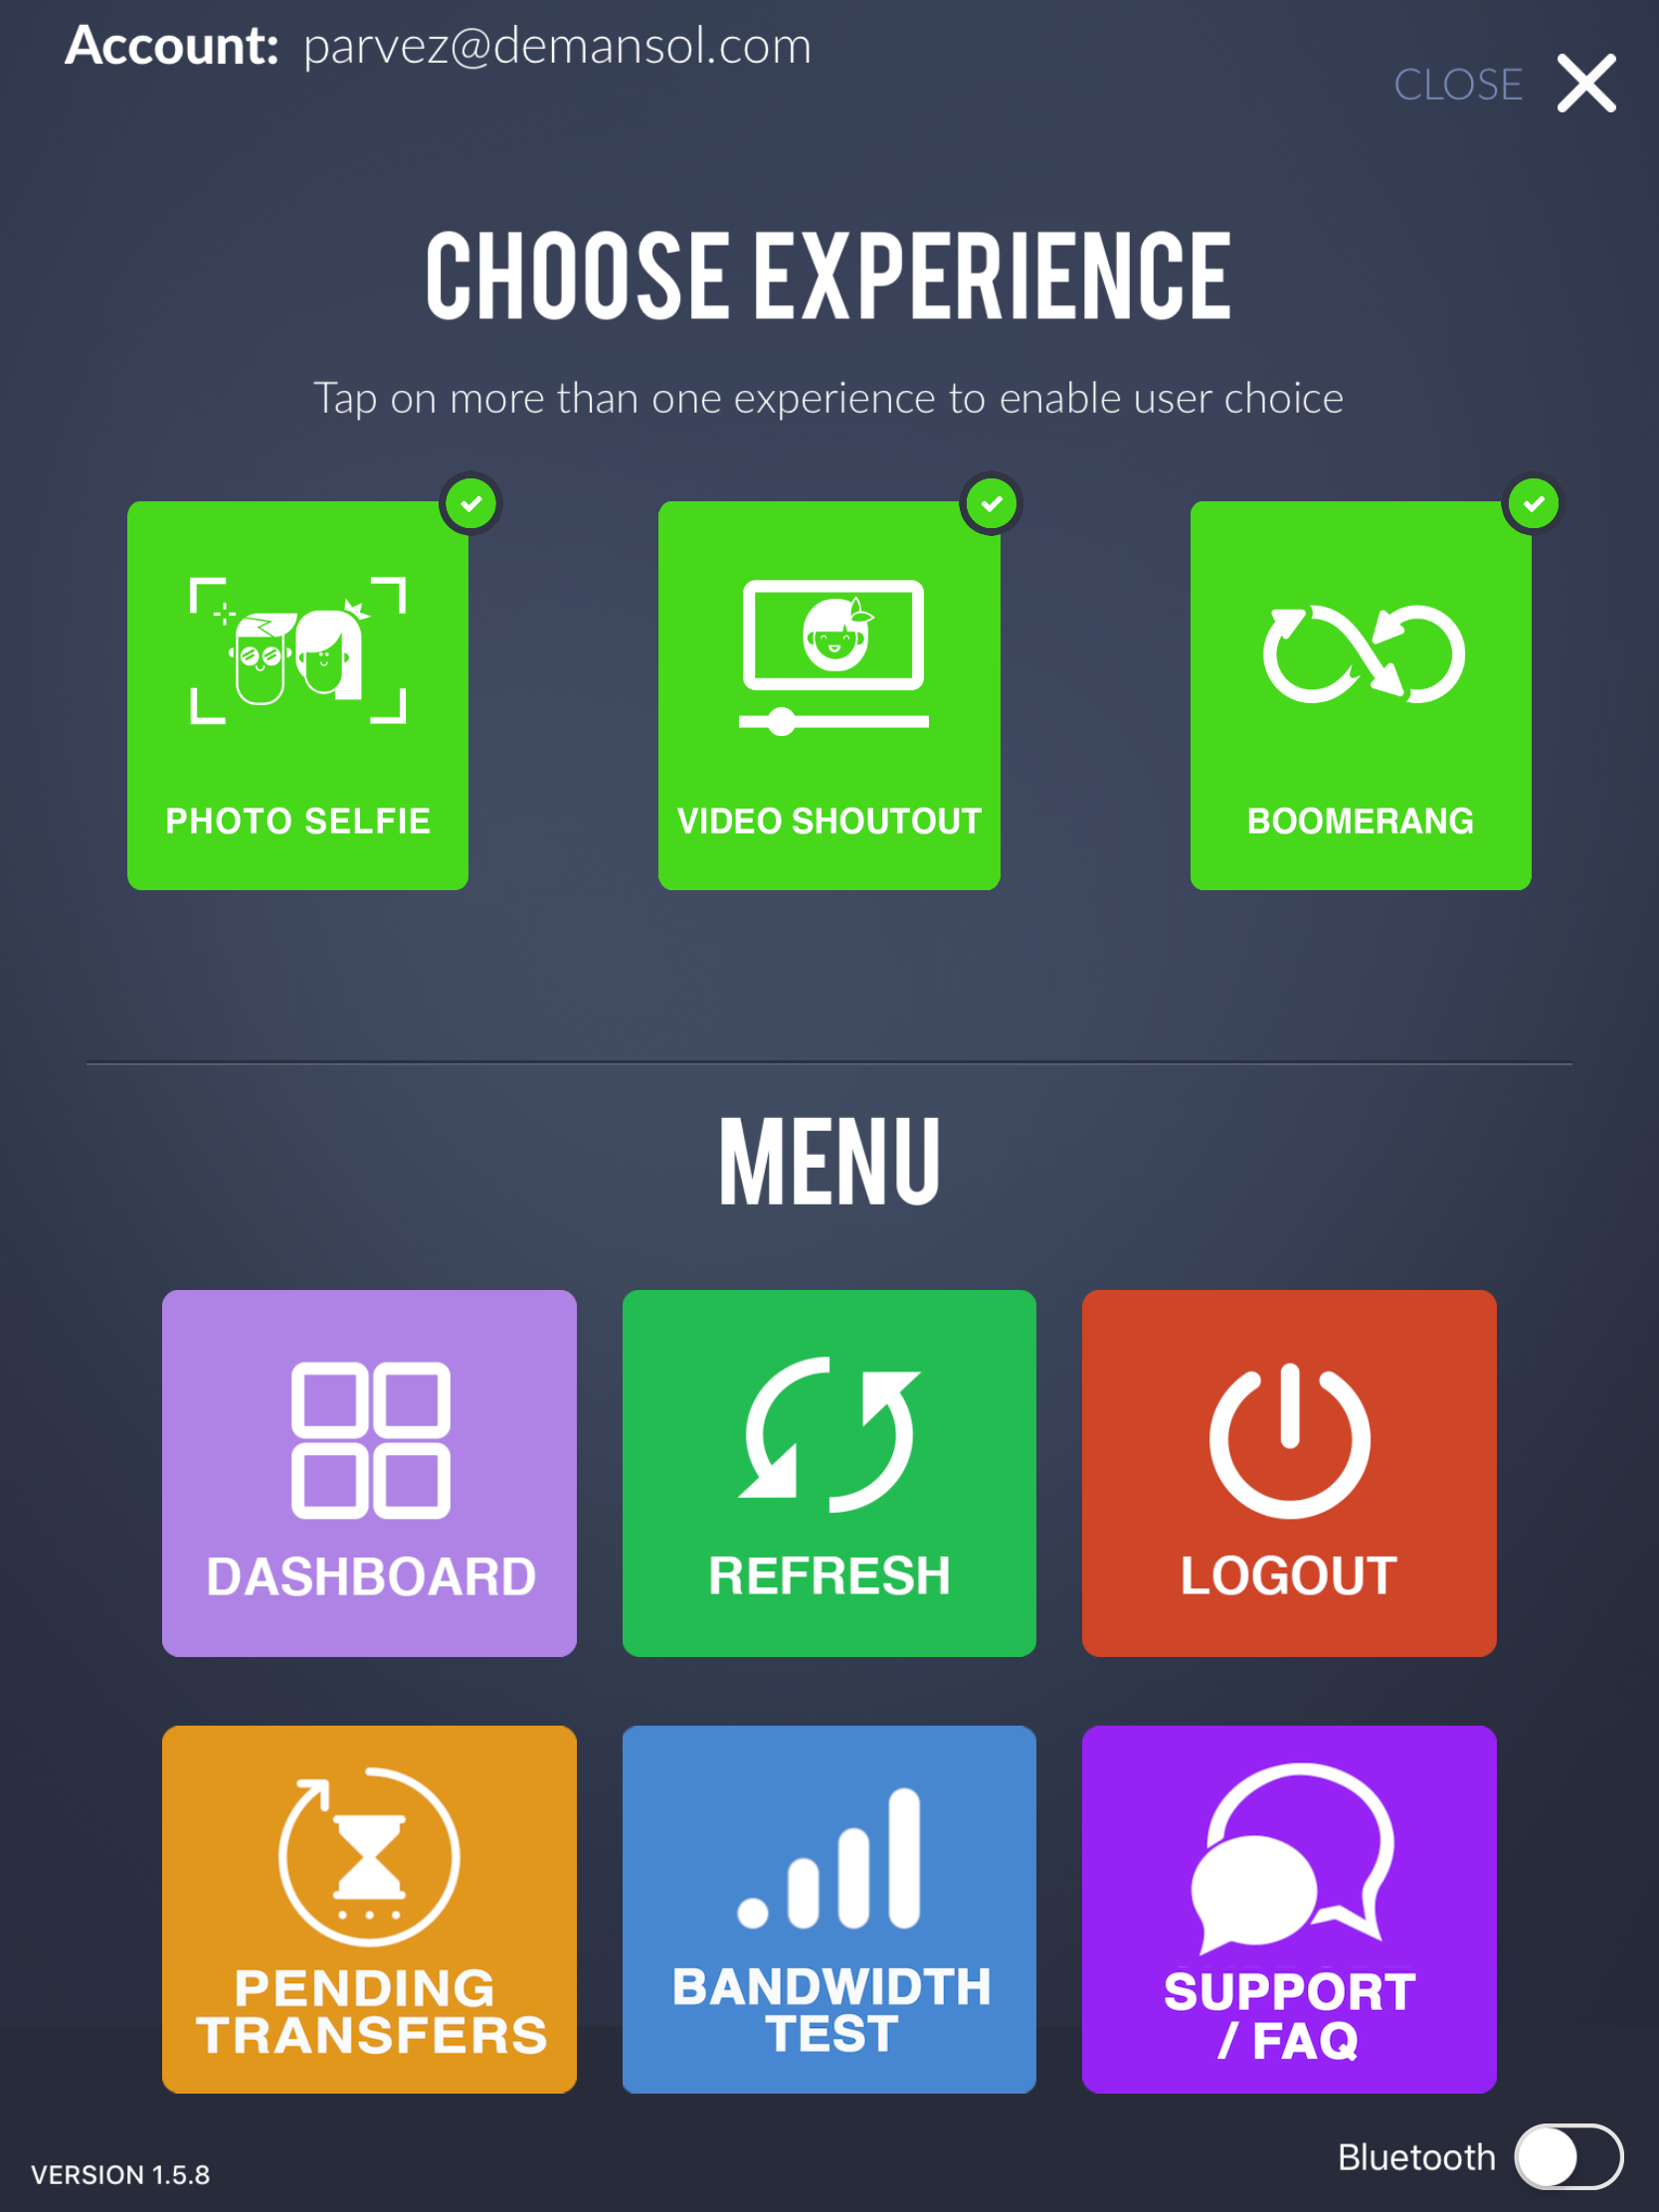 Account: parvez@demansol.com
CLOSE
CHOOSE EXPERIENCE
Tap on more than one experience to enable user choice
PHOTO SELFIE
VIDEO SHOUTOUT
BOOMERANG
MENU
DASHBOARD
REFRESH
LOGOUT
PENDING
TRANSFERS
BANDWIDTH
TEST
SUPPORT
/ FAQ
VERSION 1.5.8
Bluetooth